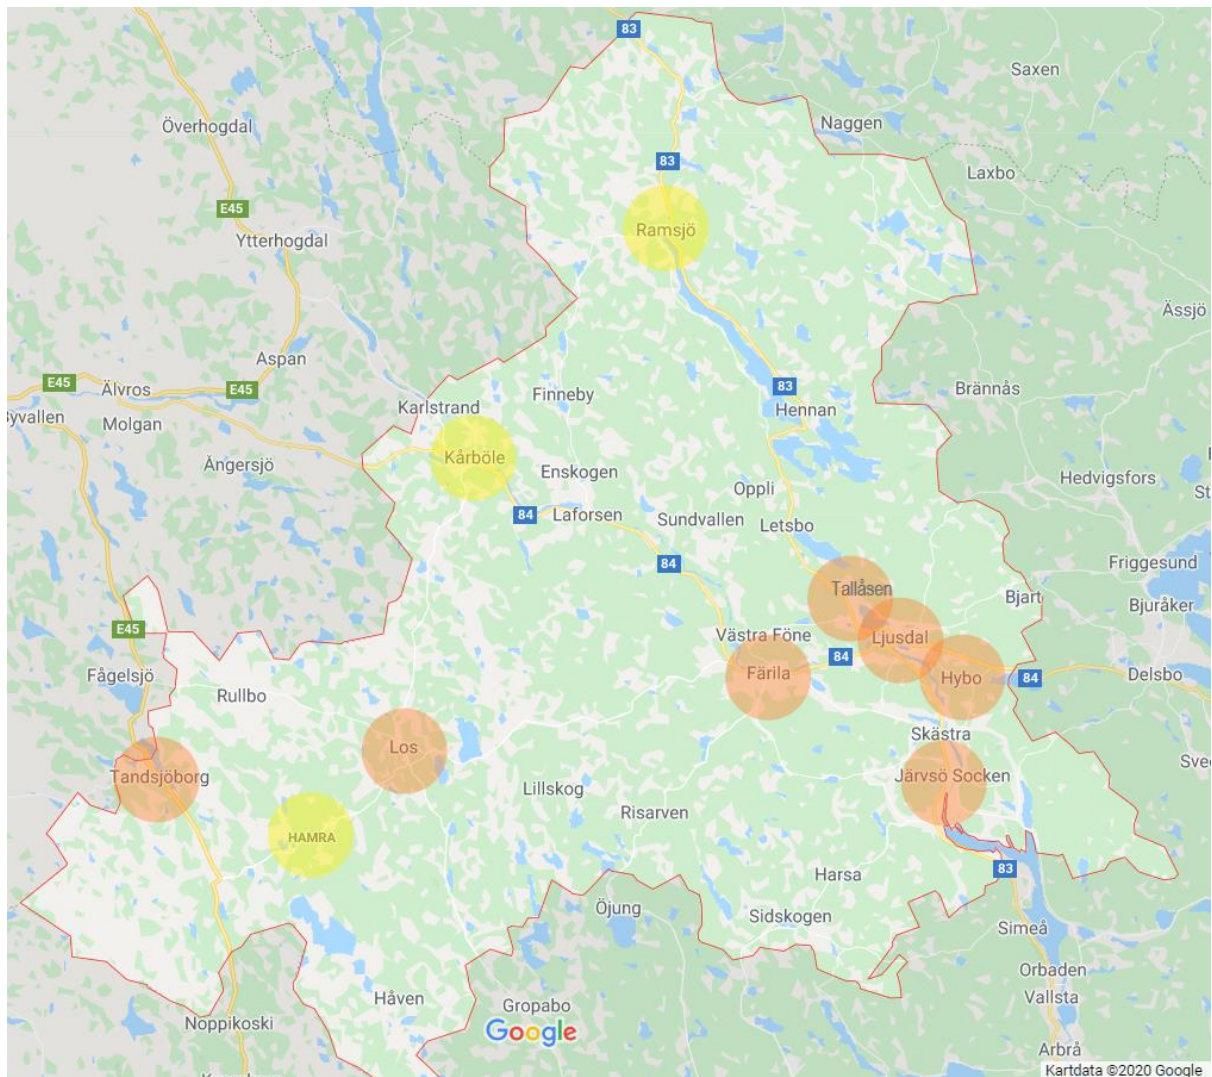 83
Saxen
Naggen
Överhogdal
83
Laxbo
E45
Ramsjö
Ytterhogdal
Ässjö
Aspan
E45
Älvros
E45
83
Brännås
Finneby
Karlstrand
Hennan
Byvallen
Molgan
Kårböle
Ängersjö
Enskogen
Hedvigsfors
Oppli
84
Laforsen
Sundvallen
Letsbo
84
Friggesund
Tallåsen
Bjart
Bjuråker
E45
Västra Föne
Ljusdal
84
Fågelsjö
Färila
Hybo
84
Delsbo
Rullbo
Skästra
Los
Sve
Tandsjöborg
Järvsö Socken
Lillskog
Risarven
HAMRA
83
Harsa
Öjung
Sidskogen
Simeå
Orbaden
Håven
Gropabo
Vallsta
Noppikoski
Google
Arbrå
Kartdata ©2020 Google